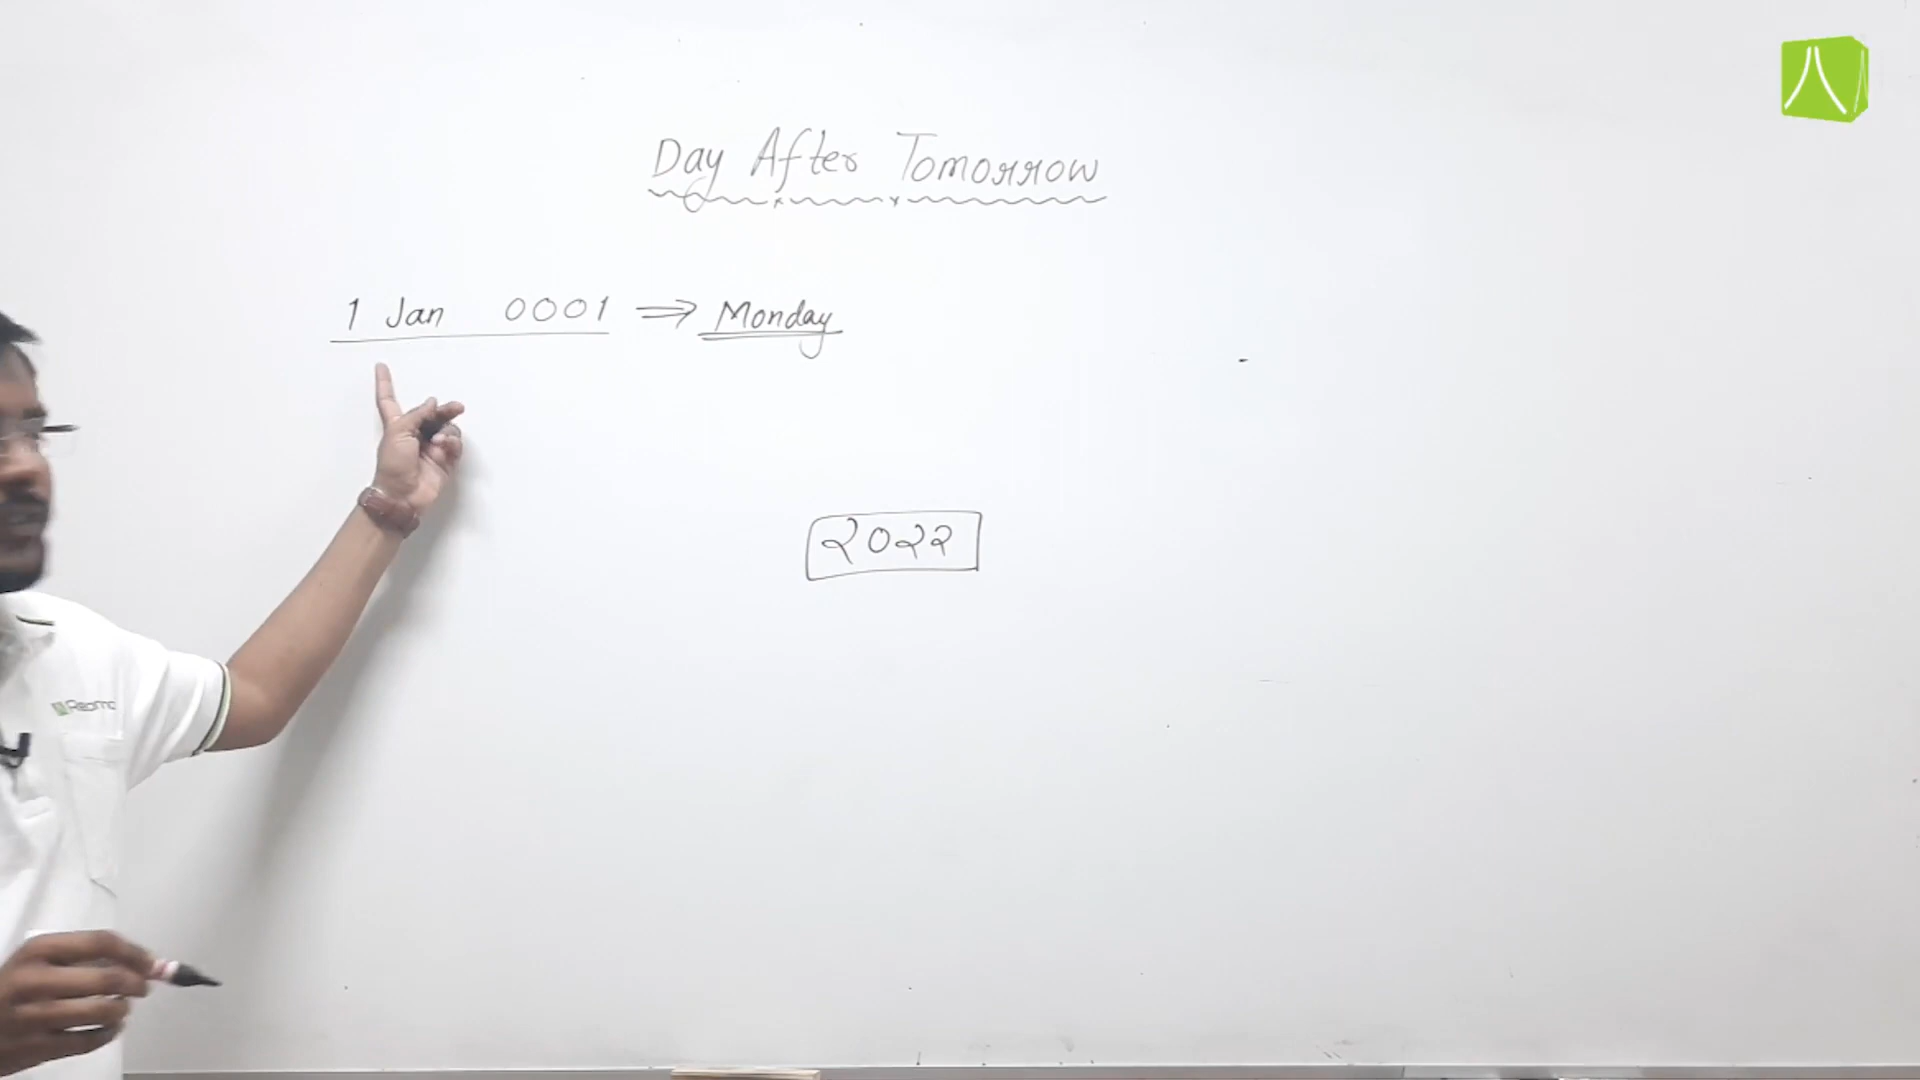 Day After Tomorrow
1 Jan 0001 ⇒ Monday
२०२२